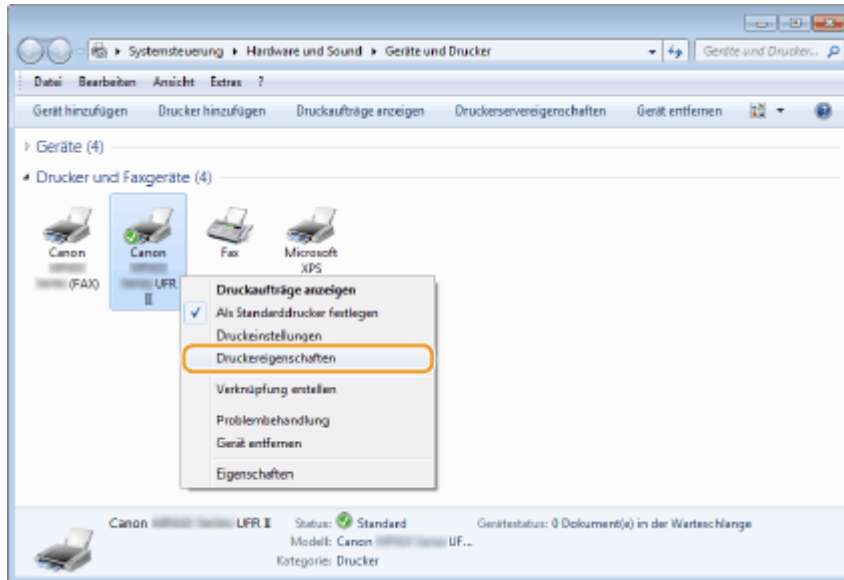 Systemsteuerung Hardware und Sound Geräte und Drucker Geräte und Drucker...
Datei Bearbeiten Ansicht Extras ?
Gerät hinzufügen Drucker hinzufügen Druckaufträge anzeigen Druckerservereigenschaften Gerät entfernen
Geräte (4)
Drucker und Faxgeräte (4)
Canon Canon Fax Microsoft
XPS
(FAX) UFR
II
Druckaufträge anzeigen
Als Standarddrucker festlegen
Druckeinstellungen
Druckereigenschaften
Verknüpfung erstellen
Problembehandlung
Gerät entfernen
Eigenschaften
Canon UFR II Status: Standard Gerätestatus: 0 Dokument(e) in der Warteschlange
Modell: Canon UF...
Kategorie: Drucker